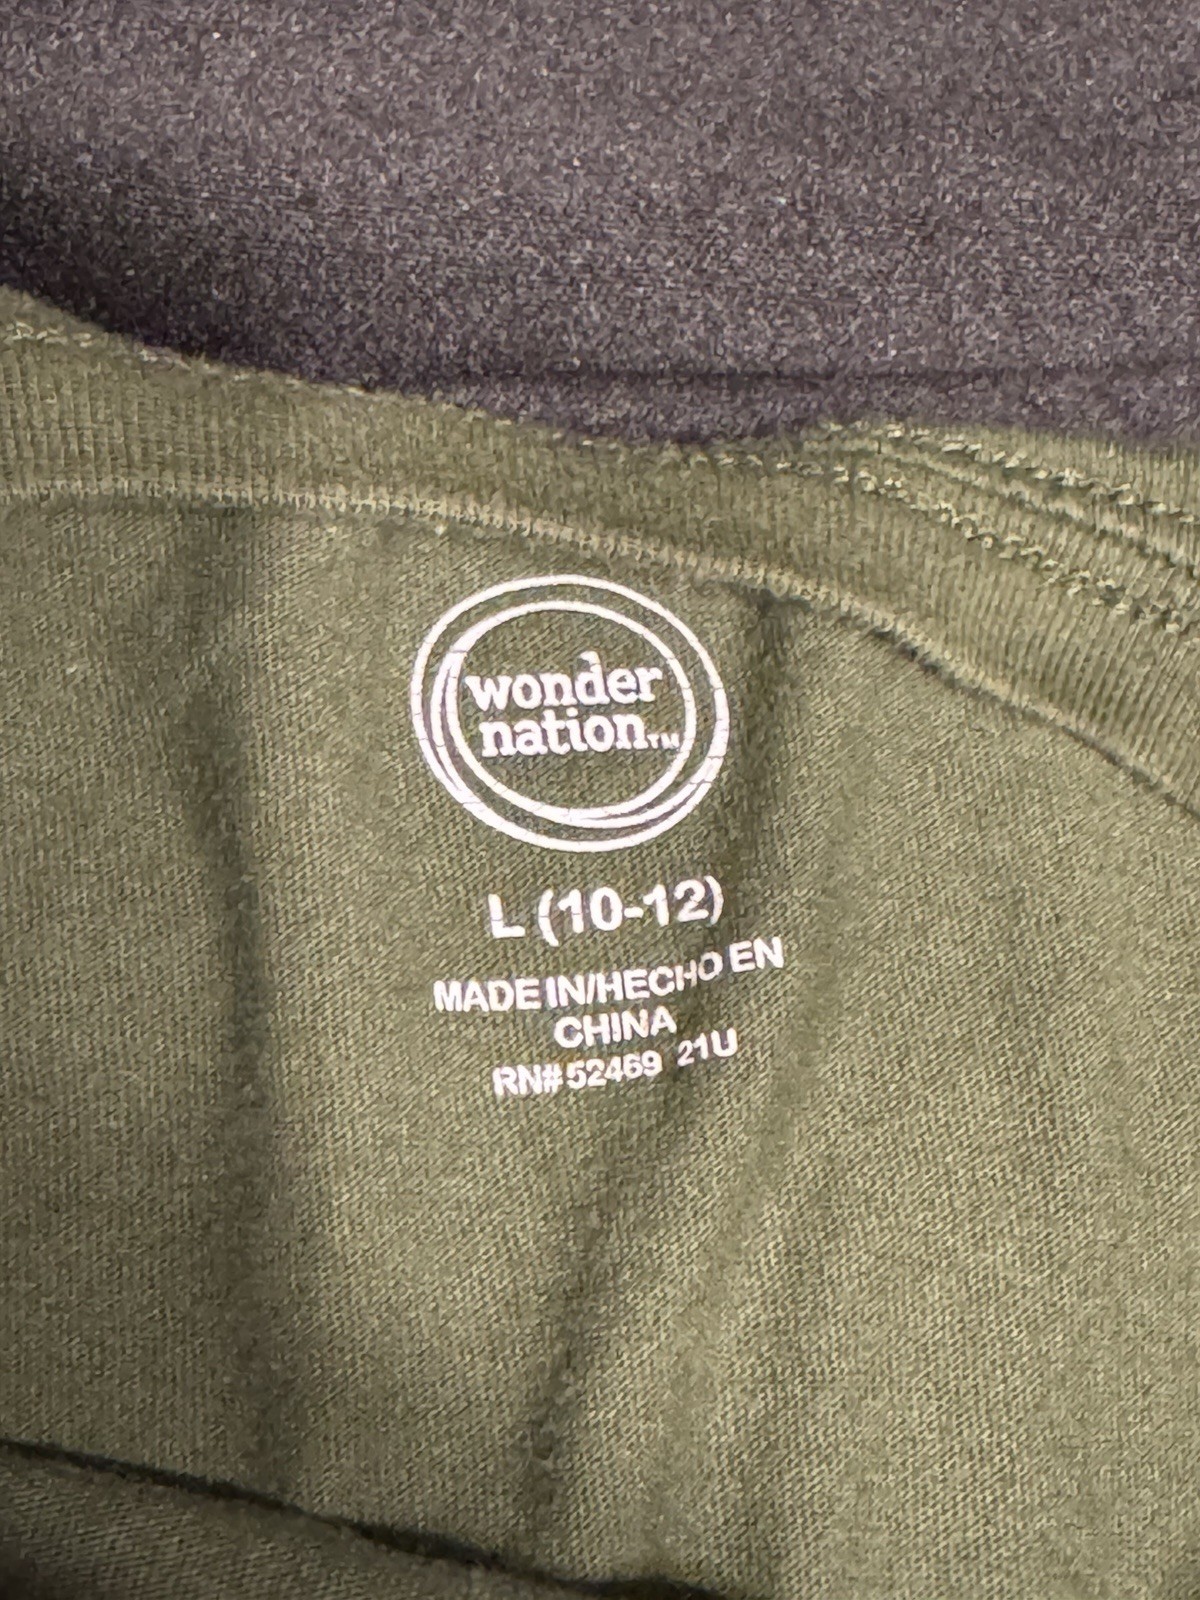 wonder
nation™
L (10-12)
MADE IN/HECHO EN
CHINA
RN# 52469 21U